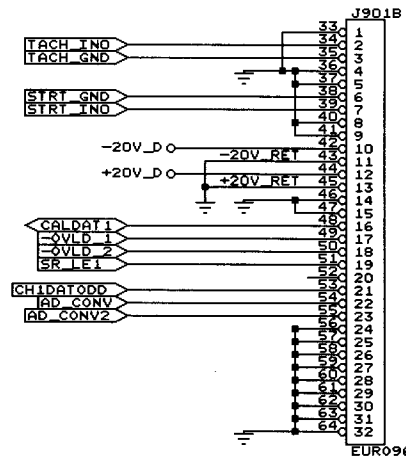 J901B
33 1
TACH_INO 34 2
TACH_GND 35 3
36 4
37 5
STRT_GND 38 6
STRT_INO 39 7
40 8
41 9
-20V_D 42 10
-20V_RET 43 11
+20V_D 44 12
+20V_RET 45 13
46 14
47 15
CALDAT1 48 16
-OVLD_1 49 17
-OVLD_2 50 18
SR_LE1 51 19
52 20
CH1DATODD 53 21
AD_CONV 54 22
AD_CONV2 55 23
56 24
57 25
58 26
59 27
60 28
61 29
62 30
63 31
64 32
EURO96